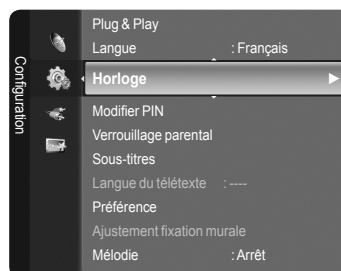 Configuration
Plug & Play
Langue : Français
Horloge
Modifier PIN
Verrouillage parental
Sous-titres
Langue du télétexte : ----
Préférence
Ajustement fixation murale
Mélodie : Arrêt